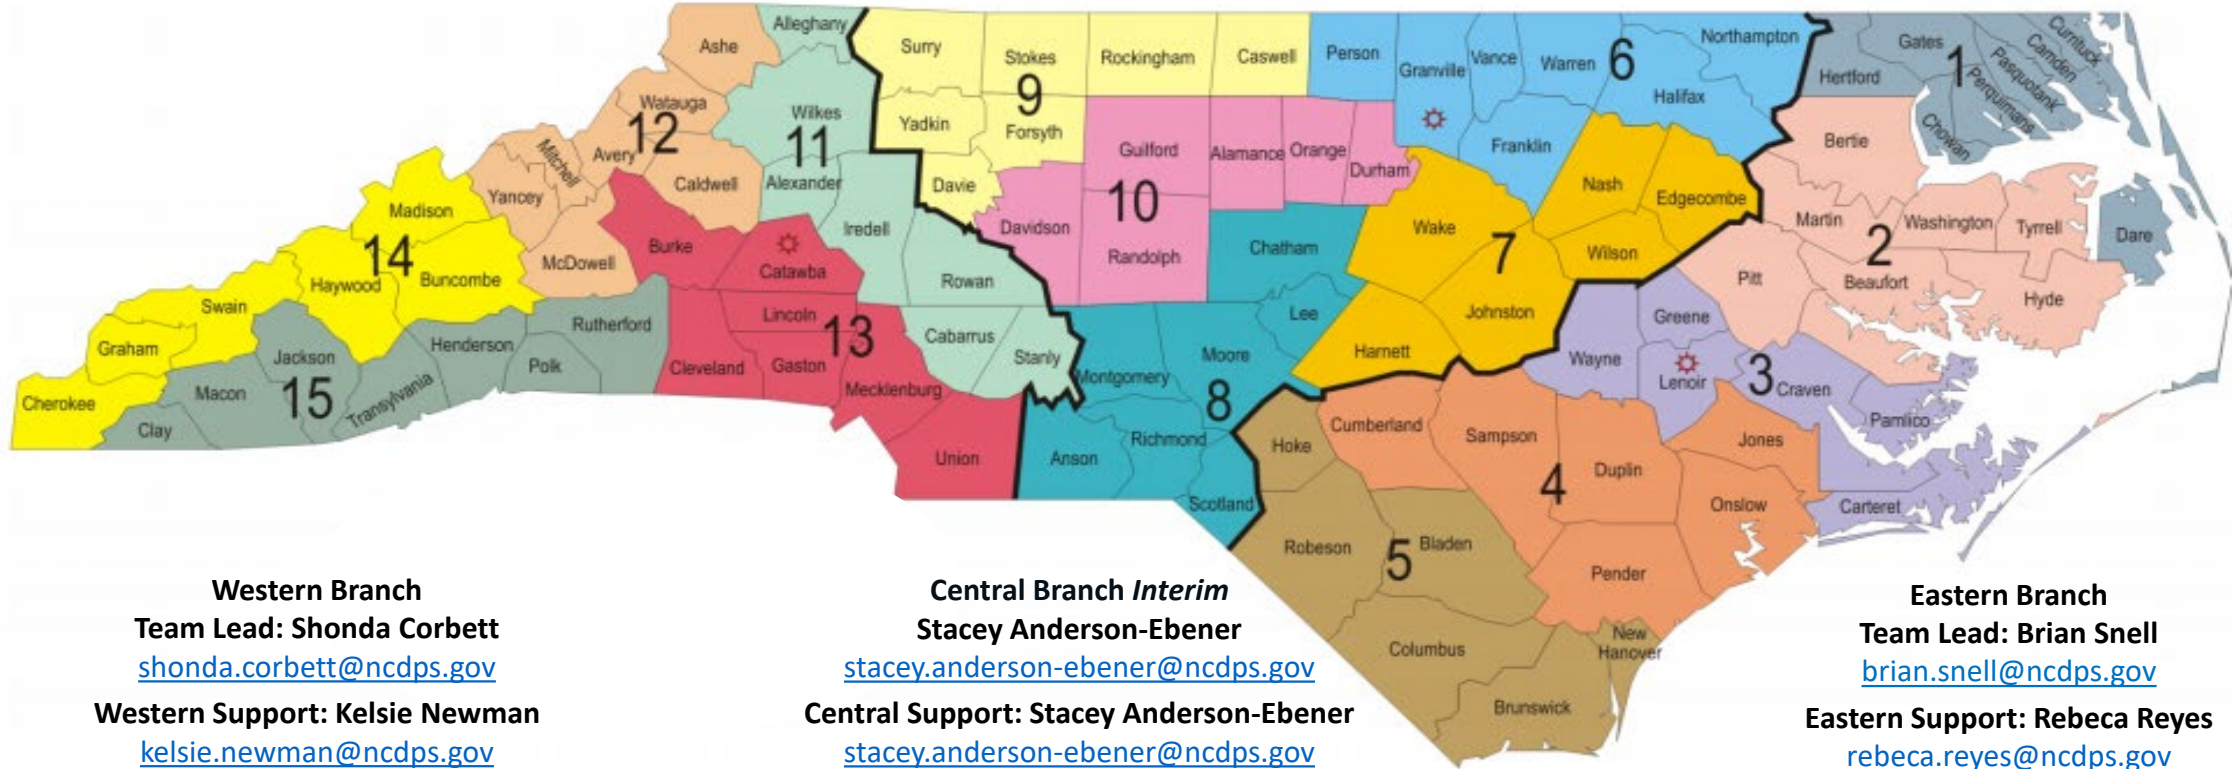 Alleghany
Ashe
Surry
Stokes
Rockingham
Caswell
Person
Granville
Vance
Warren
6
Northampton
Halifax
Gates
1
Currituck
Camden
Pasquotank
Perquimans
Chowan
Hertford
Watauga
12
Wilkes
11
9
Yadkin
Forsyth
Mitchell
Avery
Caldwell
Alexander
Davie
Guilford
Alamance
Orange
Durham
Franklin
Nash
Edgecombe
Bertie
Yancey
Madison
14
Haywood
Buncombe
McDowell
Burke
Catawba
Iredell
Rowan
Davidson
10
Randolph
Chatham
Wake
7
Wilson
Martin
Washington
Tyrrell
Dare
2
Pitt
Beaufort
Hyde
Swain
Graham
Cherokee
Jackson
Macon
15
Clay
Transylvania
Henderson
Polk
Rutherford
Cleveland
Lincoln
13
Gaston
Mecklenburg
Cabarrus
Stanly
Union
Montgomery
Moore
Lee
8
Harnett
Johnston
Wayne
Greene
Lenoir
3
Craven
Pamlico
Carteret
Anson
Richmond
Scotland
Hoke
Cumberland
Sampson
4
Duplin
Jones
Onslow
Pender
Robeson
5
Bladen
Columbus
New
Hanover
Brunswick
Western Branch
Team Lead: Shonda Corbett
shonda.corbett@ncdps.gov
Western Support: Kelsie Newman
kelsie.newman@ncdps.gov
Central Branch Interim
Stacey Anderson-Ebener
stacey.anderson-ebener@ncdps.gov
Central Support: Stacey Anderson-Ebener
stacey.anderson-ebener@ncdps.gov
Eastern Branch
Team Lead: Brian Snell
brian.snell@ncdps.gov
Eastern Support: Rebeca Reyes
rebeca.reyes@ncdps.gov